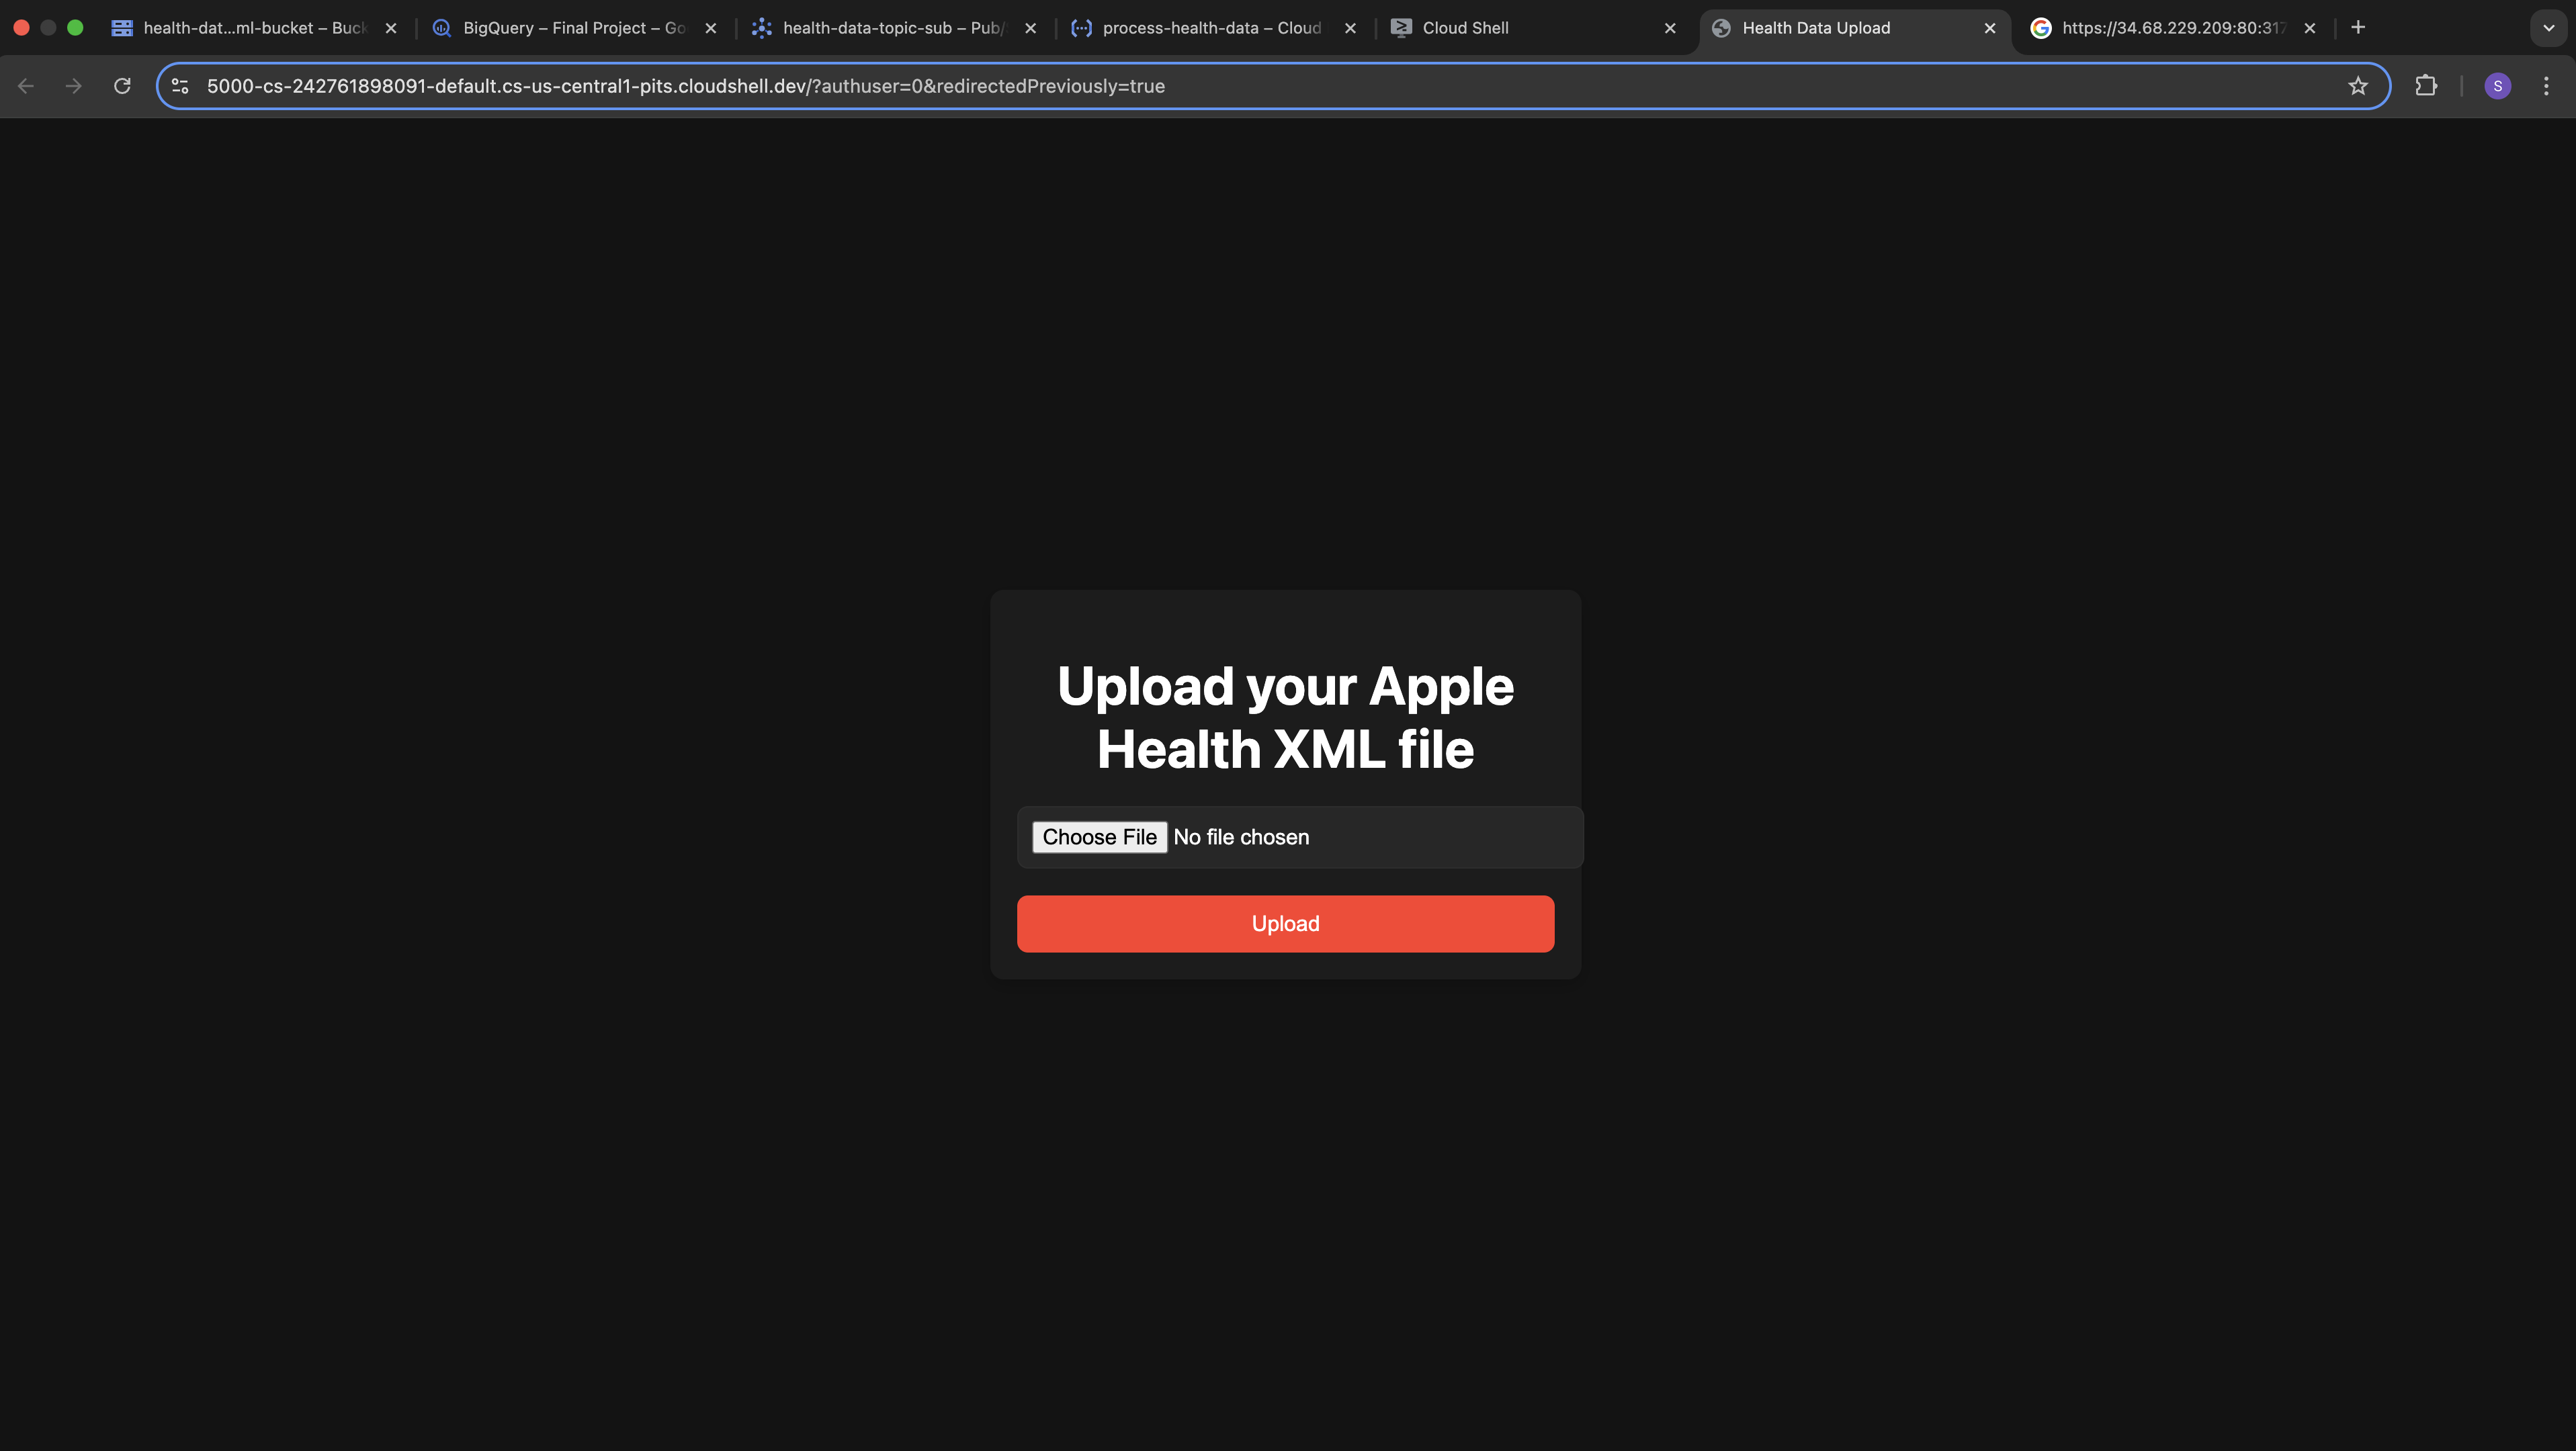 health-dat...ml-bucket – Buck
BigQuery – Final Project – Go
health-data-topic-sub – Pub/
process-health-data – Cloud
Cloud Shell
Health Data Upload
https://34.68.229.209:80:317
5000-cs-242761898091-default.cs-us-central1-pits.cloudshell.dev/?authuser=0&redirectedPreviously=true
S
Upload your Apple
Health XML file
Choose File No file chosen
Upload